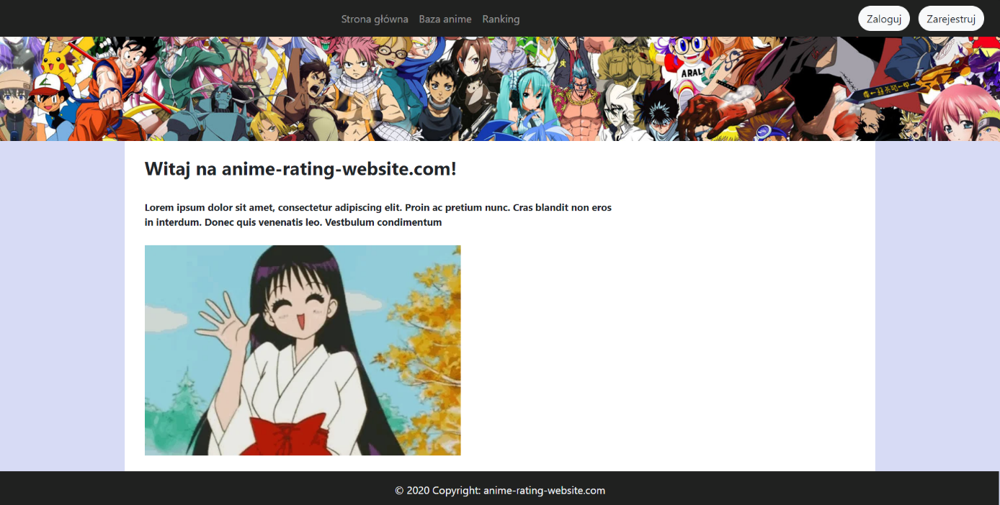 Strona główna Baza anime Ranking Zaloguj Zarejestruj
ARALE
Witaj na anime-rating-website.com!
Lorem ipsum dolor sit amet, consectetur adipiscing elit. Proin ac pretium nunc. Cras blandit non eros
in interdum. Donec quis venenatis leo. Vestbulum condimentum
© 2020 Copyright: anime-rating-website.com